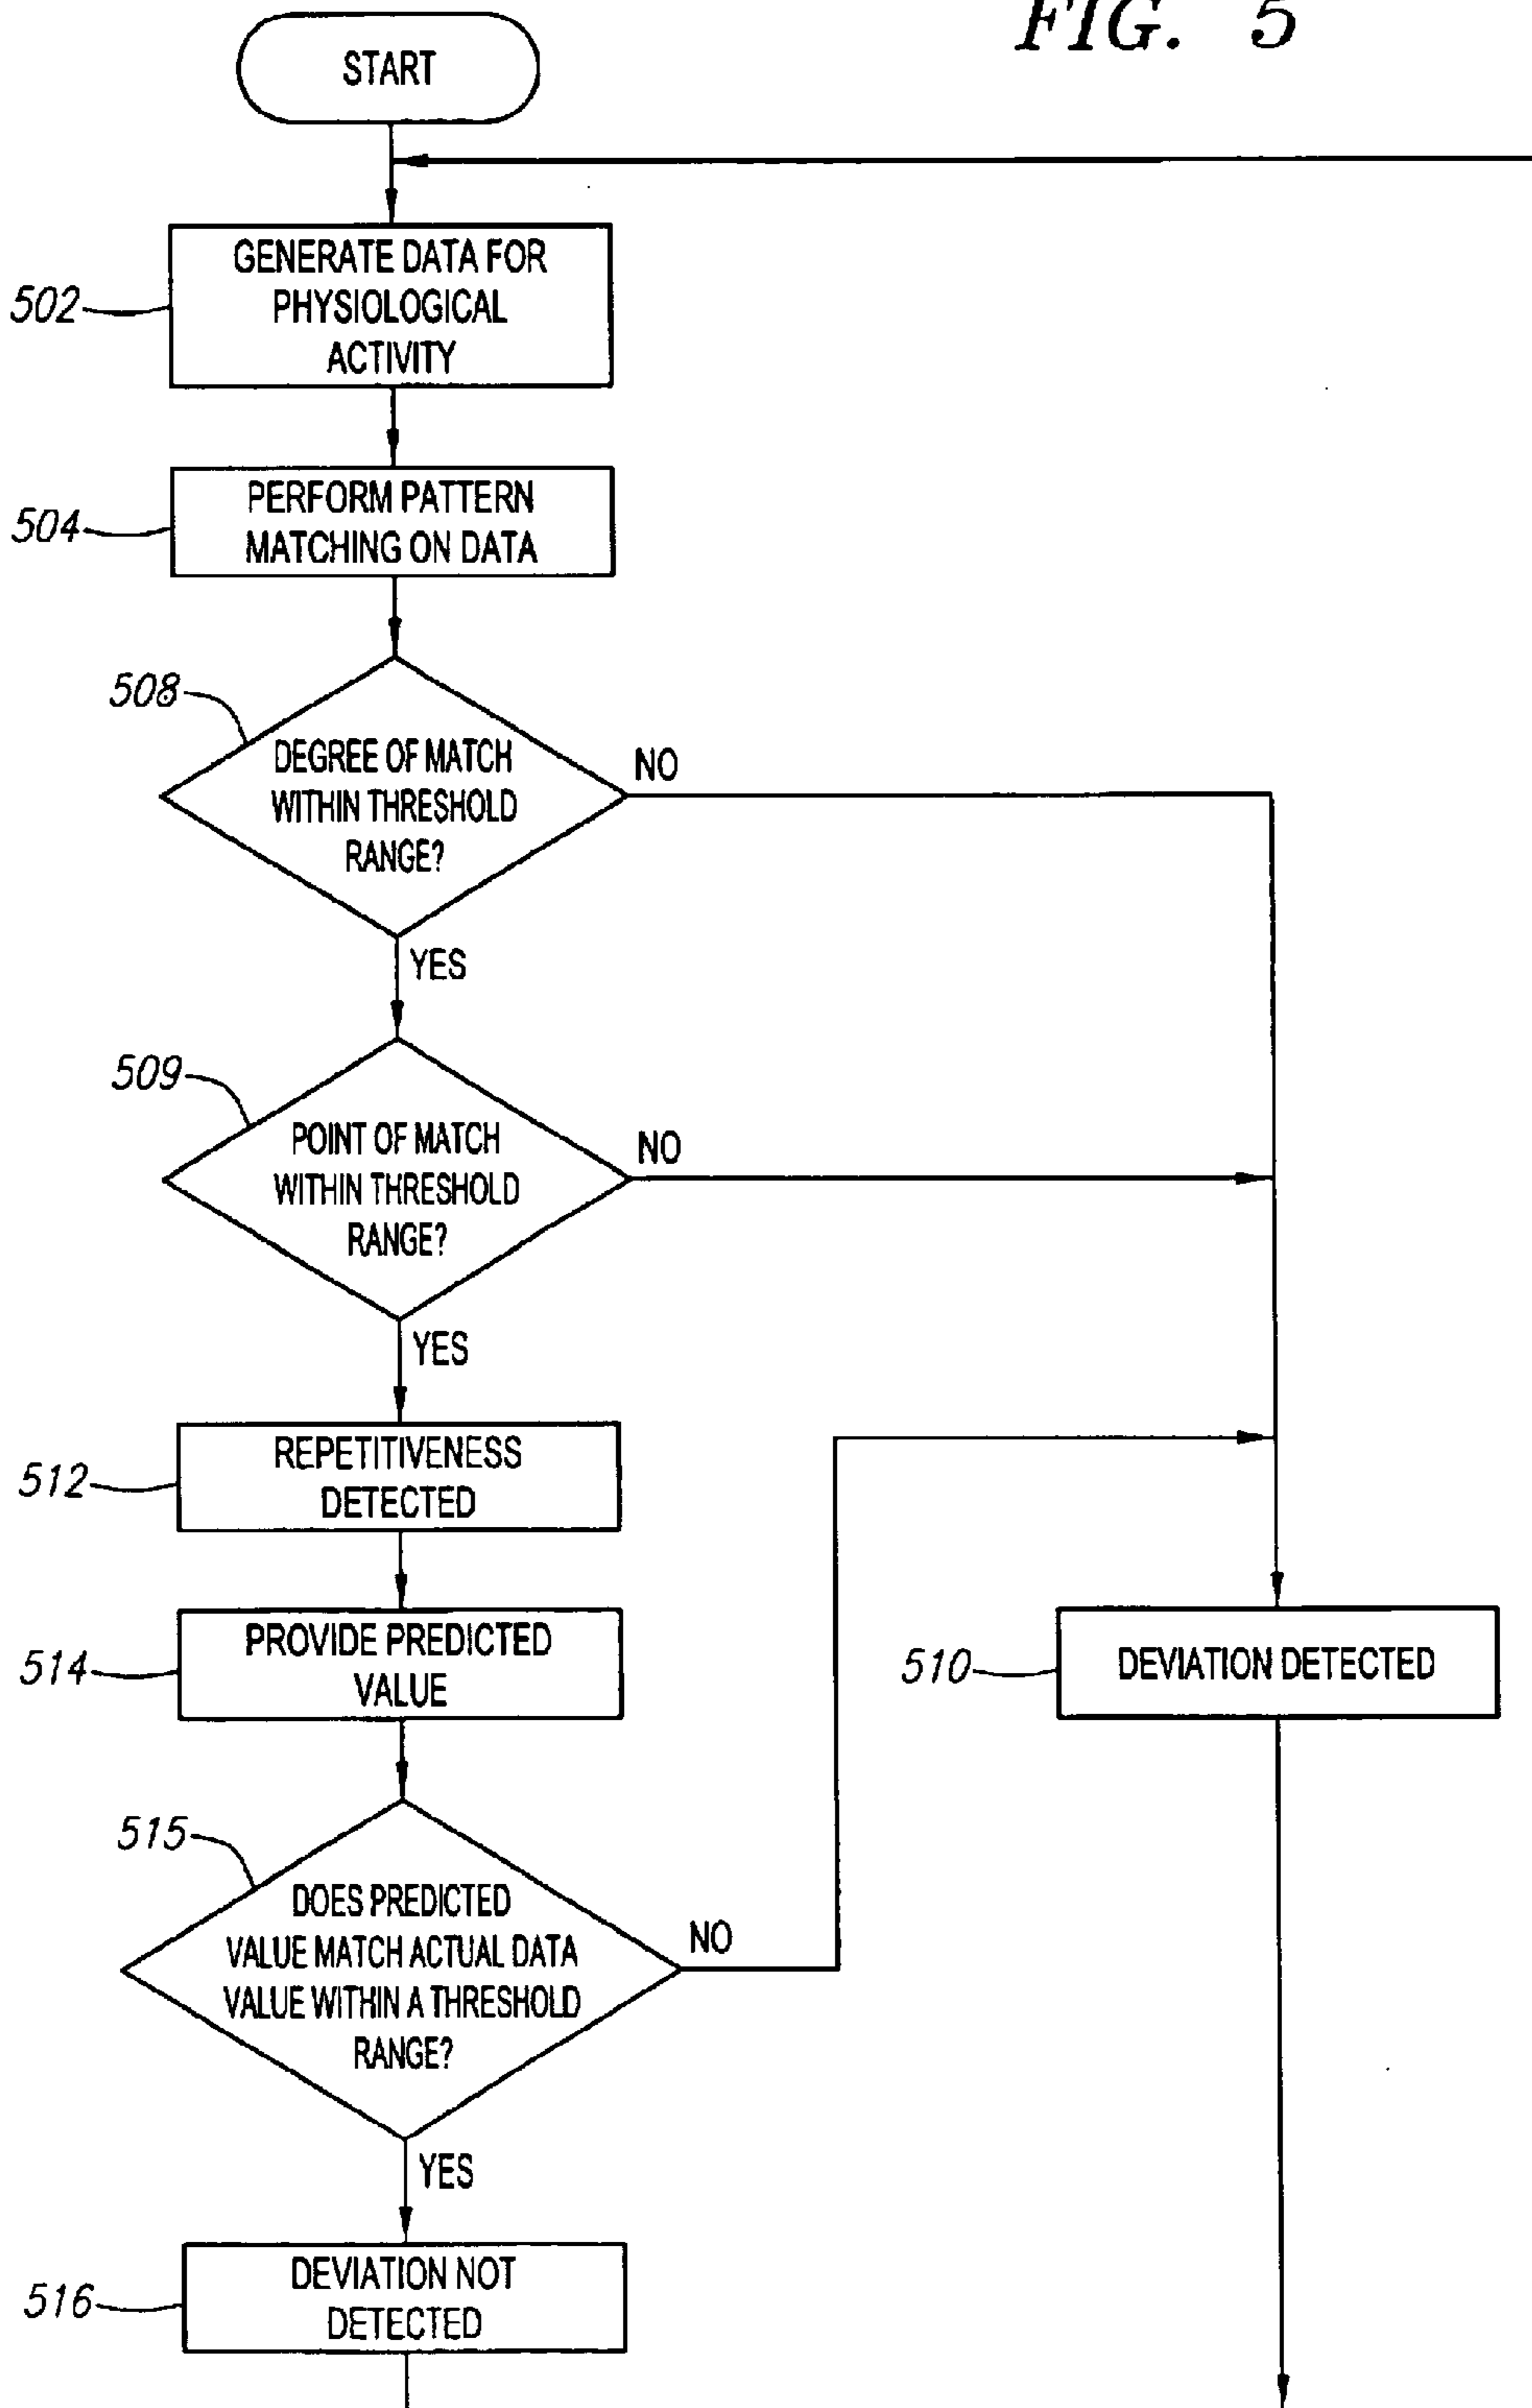 FIG. 5
START
502
GENERATE DATA FOR
PHYSIOLOGICAL
ACTIVITY
504
PERFORM PATTERN
MATCHING ON DATA
508
DEGREE OF MATCH
WITHIN THRESHOLD
RANGE?
NO
YES
509
POINT OF MATCH
WITHIN THRESHOLD
RANGE?
NO
YES
512
REPETITIVENESS
DETECTED
514
PROVIDE PREDICTED
VALUE
510
DEVIATION DETECTED
515
DOES PREDICTED
VALUE MATCH ACTUAL DATA
VALUE WITHIN A THRESHOLD
RANGE?
NO
YES
516
DEVIATION NOT
DETECTED